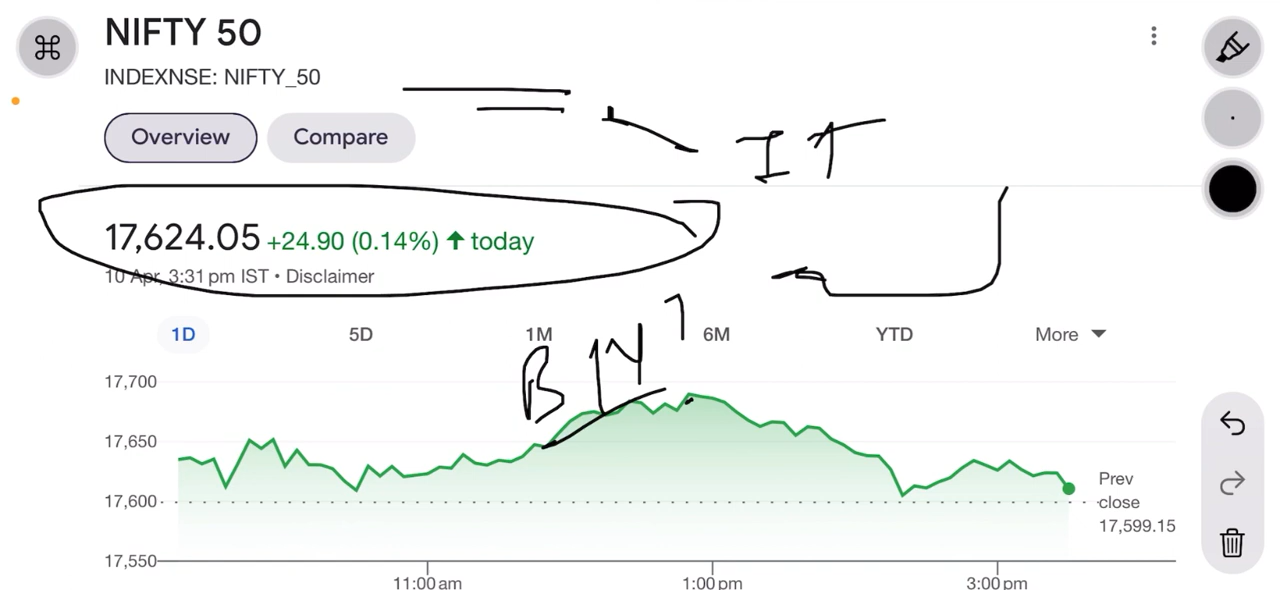 NIFTY 50
INDEXNSE: NIFTY_50
Overview Compare
IT
17,624.05 +24.90 (0.14%) ↑ today
10 Apr, 3:31 pm IST • Disclaimer
1D 5D 1M 6M YTD More
17,700
17,650
17,600
17,550
Prev
close
17,599.15
11:00 am 1:00 pm 3:00 pm